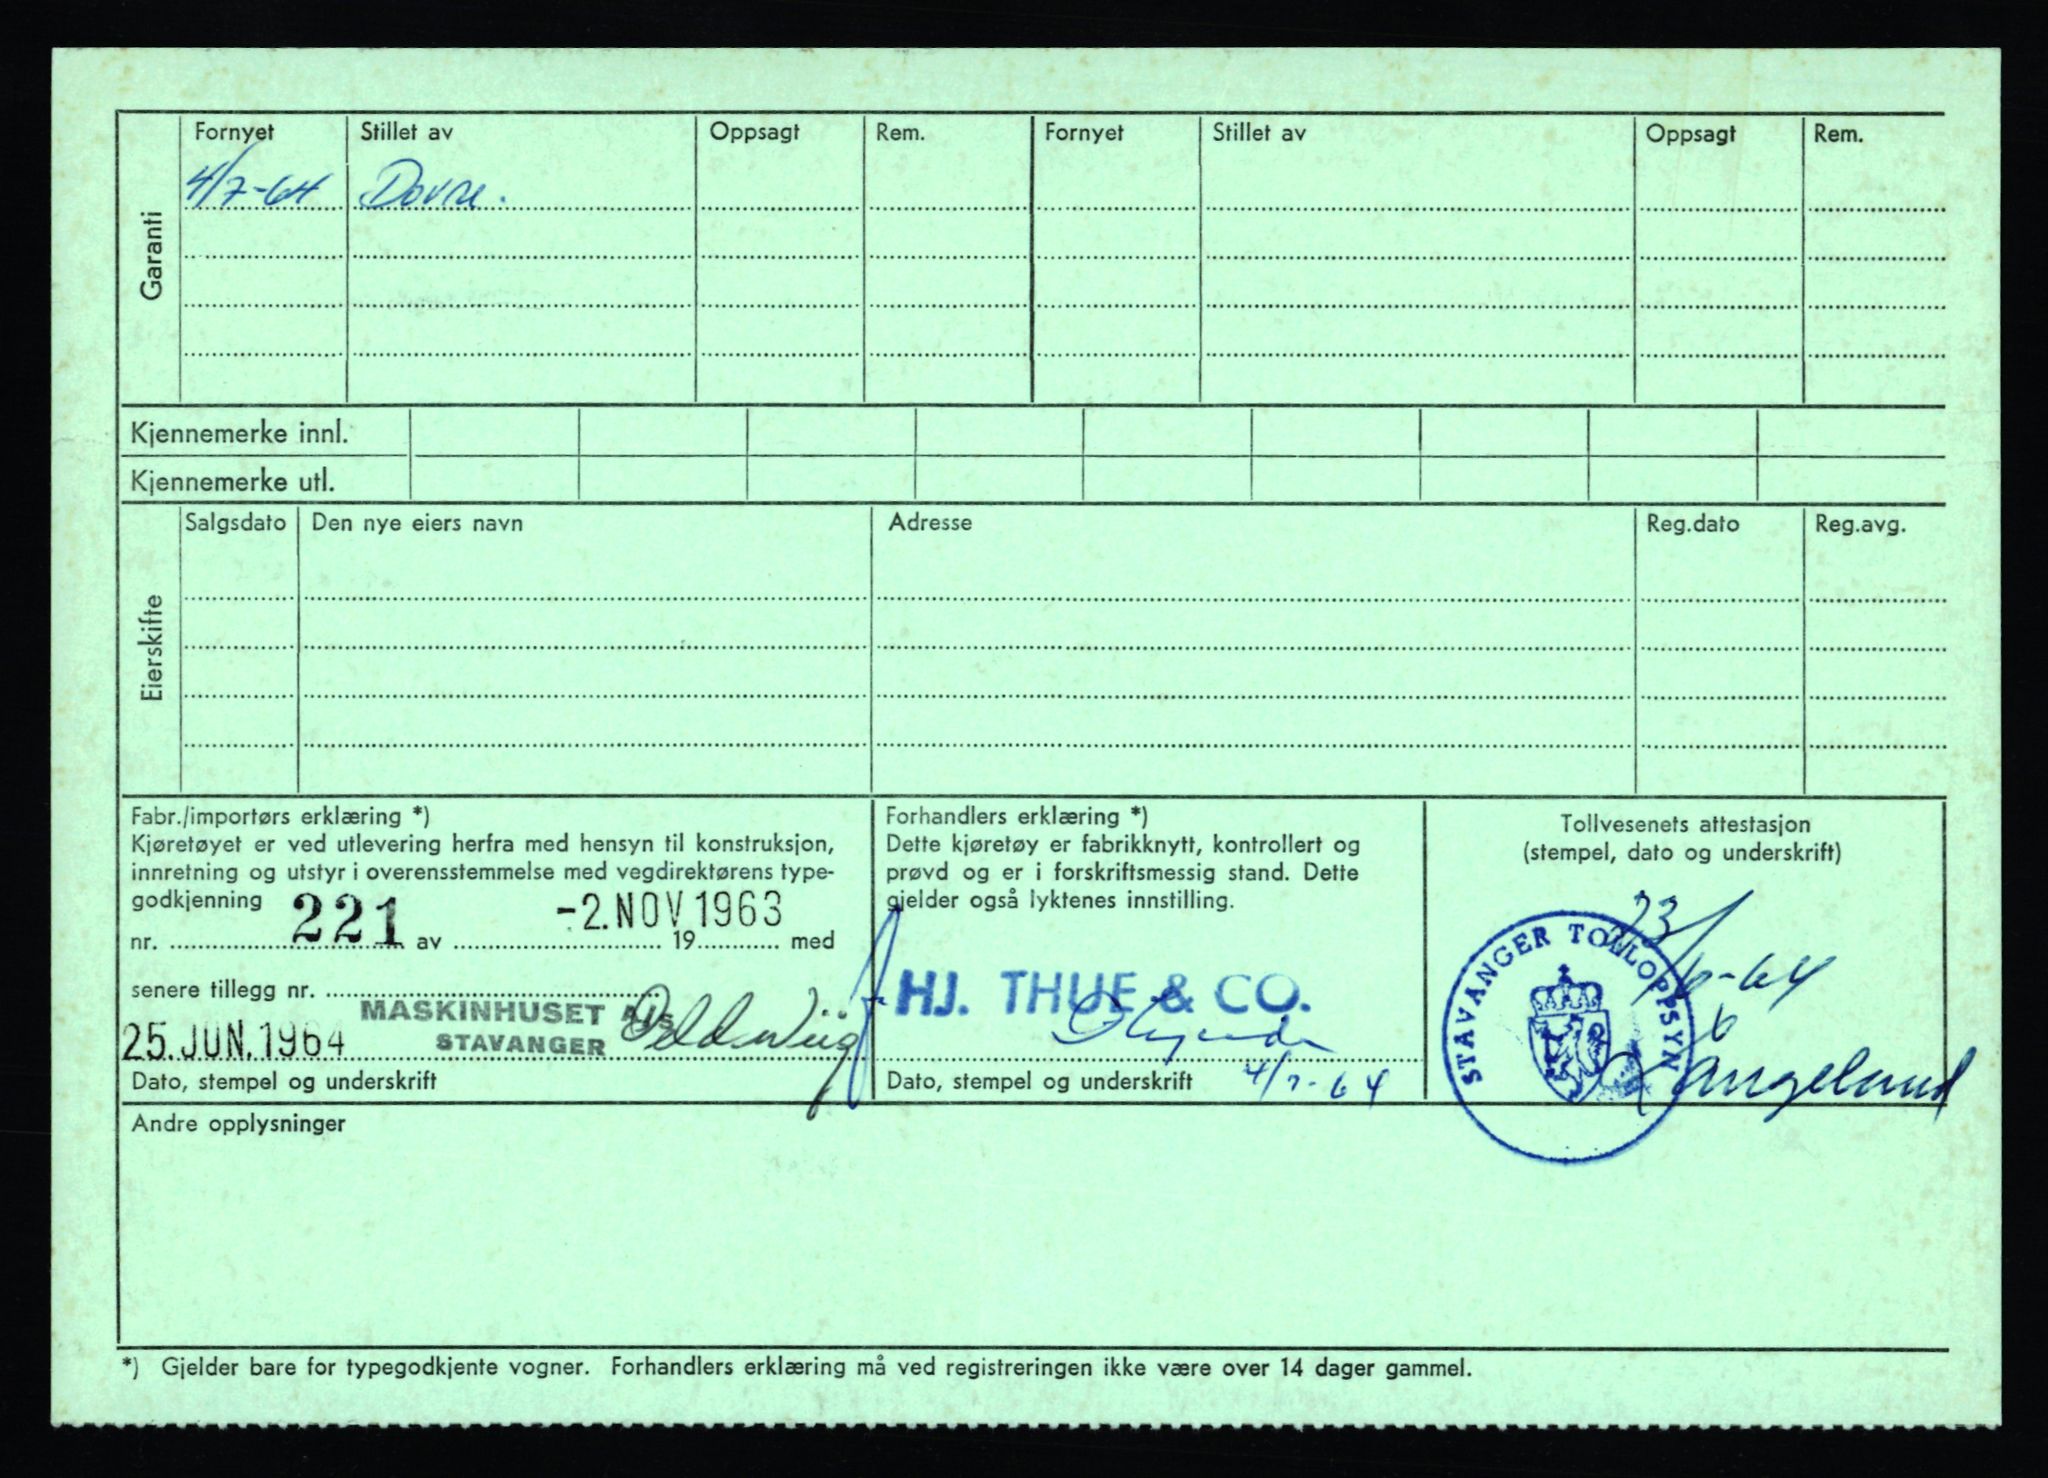 Garanti
Fornyet Stillet av Oppsagt Rem. Fornyet Stillet av Oppsagt Rem.
4/7-64 Dovre.
Kjennemerke innl.
Kjennemerke utl.
Eierskifte
Salgsdato Den nye eiers navn Adresse Reg.dato Reg.avg.
Fabr./importørs erklæring *)
Kjøretøyet er ved utlevering herfra med hensyn til konstruksjon,
innretning og utstyr i overensstemmelse med vegdirektørens type-
godkjenning
nr. 221 av -2. NOV 1963 19 med
senere tillegg nr.
MASKINHUSET A/S
STAVANGER
25. JUN. 1964
Dato, stempel og underskrift
Forhandlers erklæring *)
Dette kjøretøy er fabrikknytt, kontrollert og
prøvd og er i forskriftsmessig stand. Dette
gjelder også lyktenes innstilling.
HJ. THUE & CO.
Dato, stempel og underskrift 4/7-64
Tollvesenets attestasjon
(stempel, dato og underskrift)
23/6-64
STAVANGER TOLLOPPSYN
Langeland
Andre opplysninger
*) Gjelder bare for typegodkjente vogner. Forhandlers erklæring må ved registreringen ikke være over 14 dager gammel.